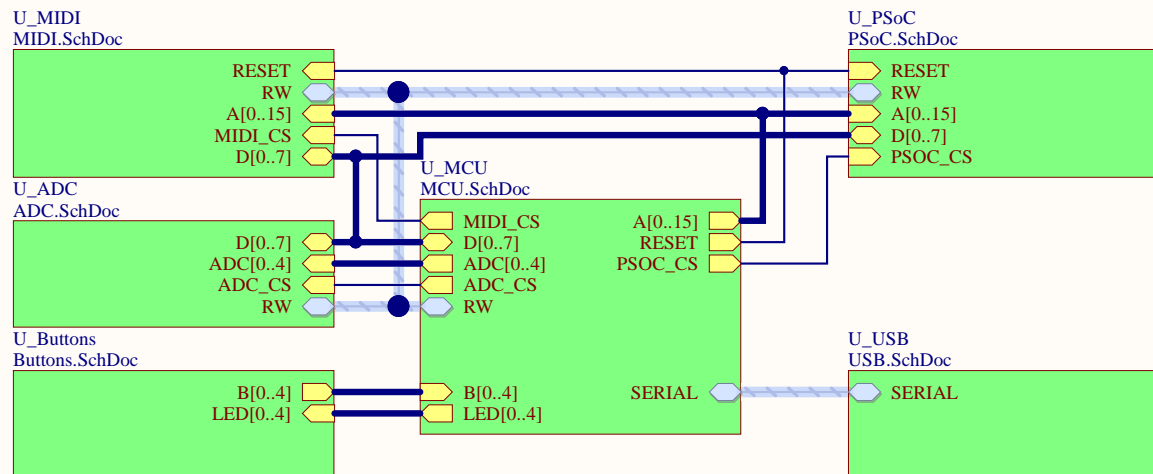 U_MIDI
MIDI.SchDoc
RESET
RW
A[0..15]
MIDI_CS
D[0..7]
U_PSoC
PSoC.SchDoc
RESET
RW
A[0..15]
D[0..7]
PSOC_CS
U_ADC
ADC.SchDoc
D[0..7]
ADC[0..4]
ADC_CS
RW
U_MCU
MCU.SchDoc
MIDI_CS
D[0..7]
ADC[0..4]
ADC_CS
RW
B[0..4]
LED[0..4]
A[0..15]
RESET
PSOC_CS
SERIAL
U_Buttons
Buttons.SchDoc
B[0..4]
LED[0..4]
U_USB
USB.SchDoc
SERIAL